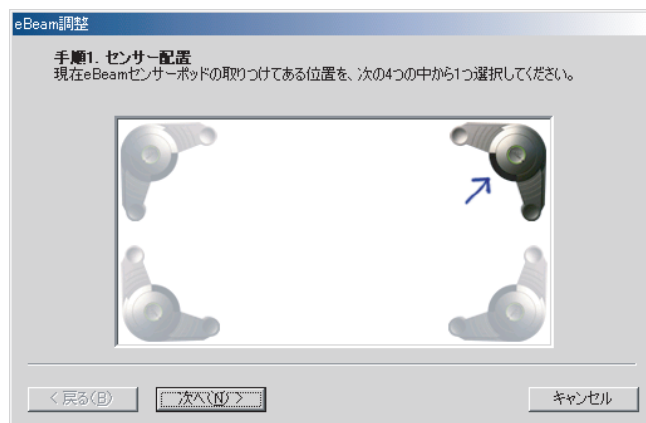 eBeam調整
手順1. センサー配置
現在eBeamセンサーポッドの取りつけてある位置を、次の4つの中から1つ選択してください。
< 戻る(B)
次へ(N) >
キャンセル